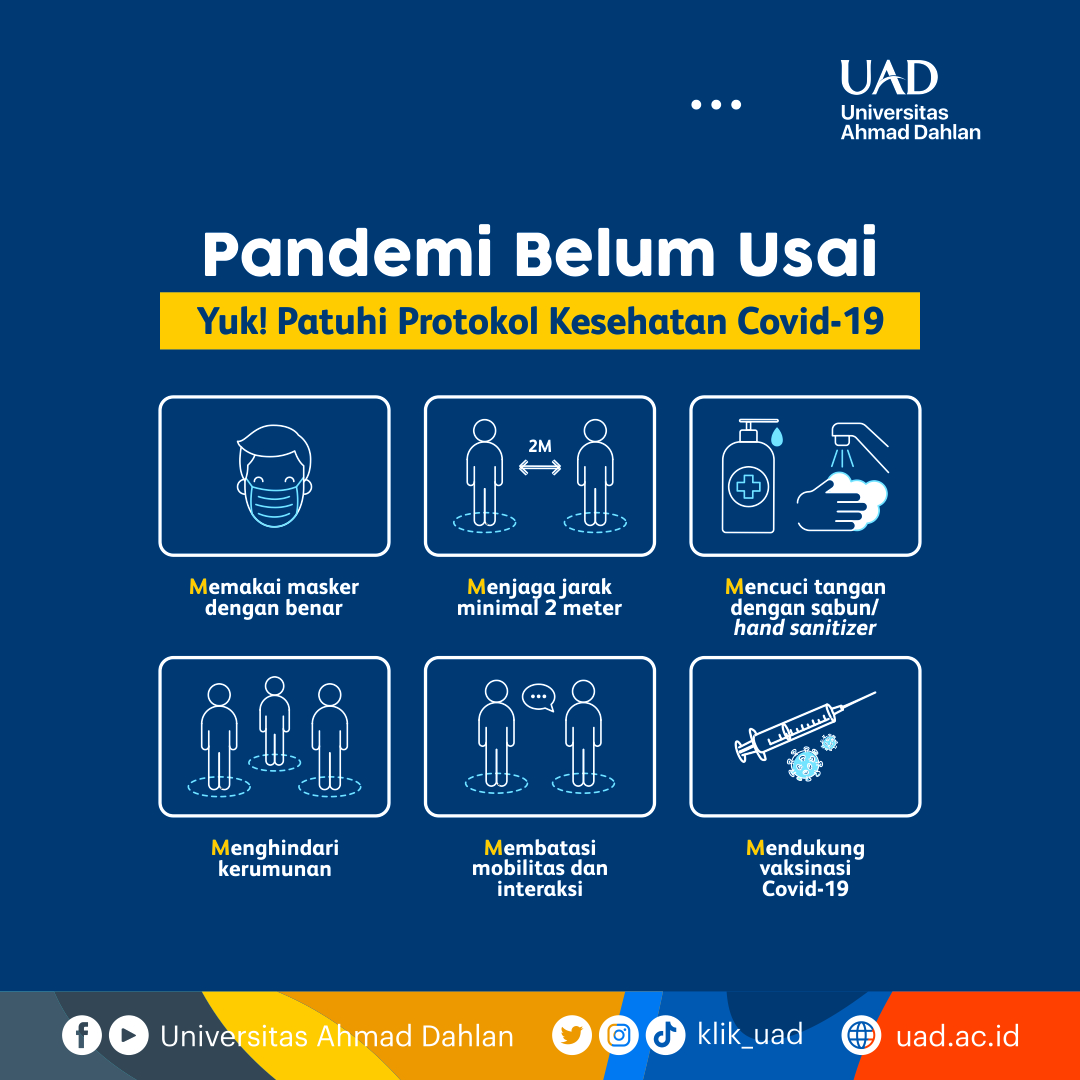 UAD
Universitas
Ahmad Dahlan
Pandemi Belum Usai
Yuk! Patuhi Protokol Kesehatan Covid-19
2M
Memakai masker
dengan benar
Menjaga jarak
minimal 2 meter
Mencuci tangan
dengan sabun/
hand sanitizer
Menghindari
kerumunan
Membatasi
mobilitas dan
interaksi
Mendukung
vaksinasi
Covid-19
Universitas Ahmad Dahlan
klik_uad
uad.ac.id